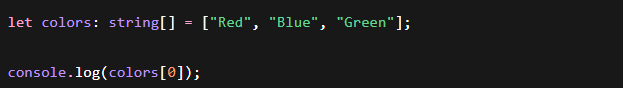 let colors: string[] = ["Red", "Blue", "Green"];
console.log(colors[0]);